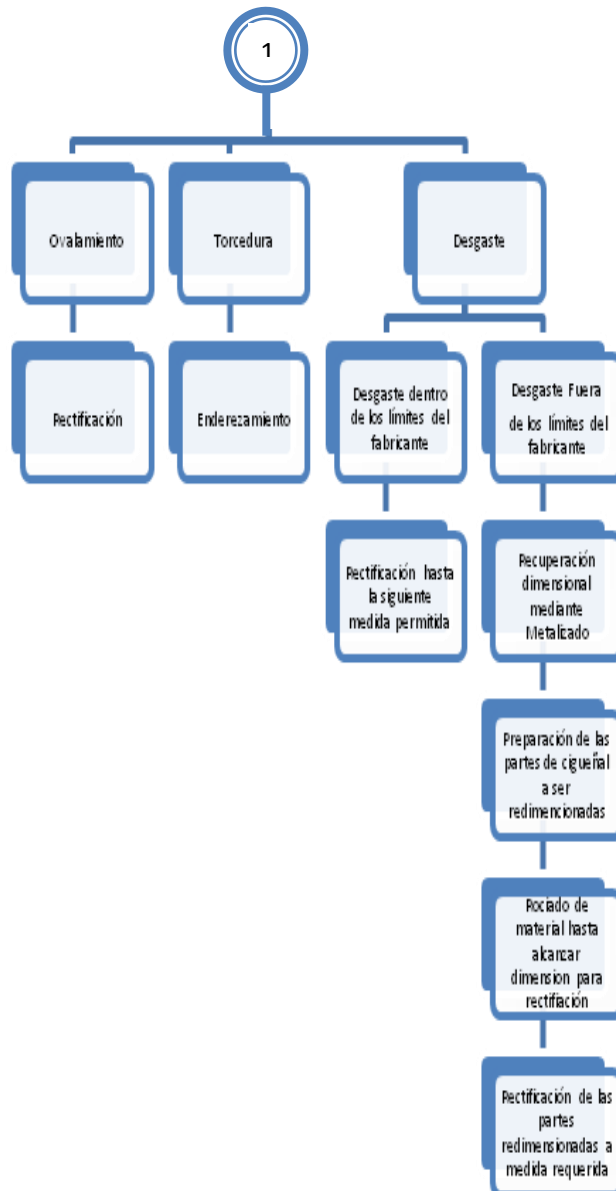 1
Ovalamiento
Torcedura
Desgaste
Rectificación
Enderezamiento
Desgaste dentro
de los límites del
fabricante
Desgaste Fuera
de los límites del
fabricante
Rectificación hasta
la siguiente
medida permitida
Recuperación
dimensional
mediante
Metalizado
Preparación de las
partes de cigueñal
a ser
redimencionadas
Rociado de
material hasta
alcanzar
dimension para
rectifiación
Rectificación de las
partes
redimensionadas a
medida requerida